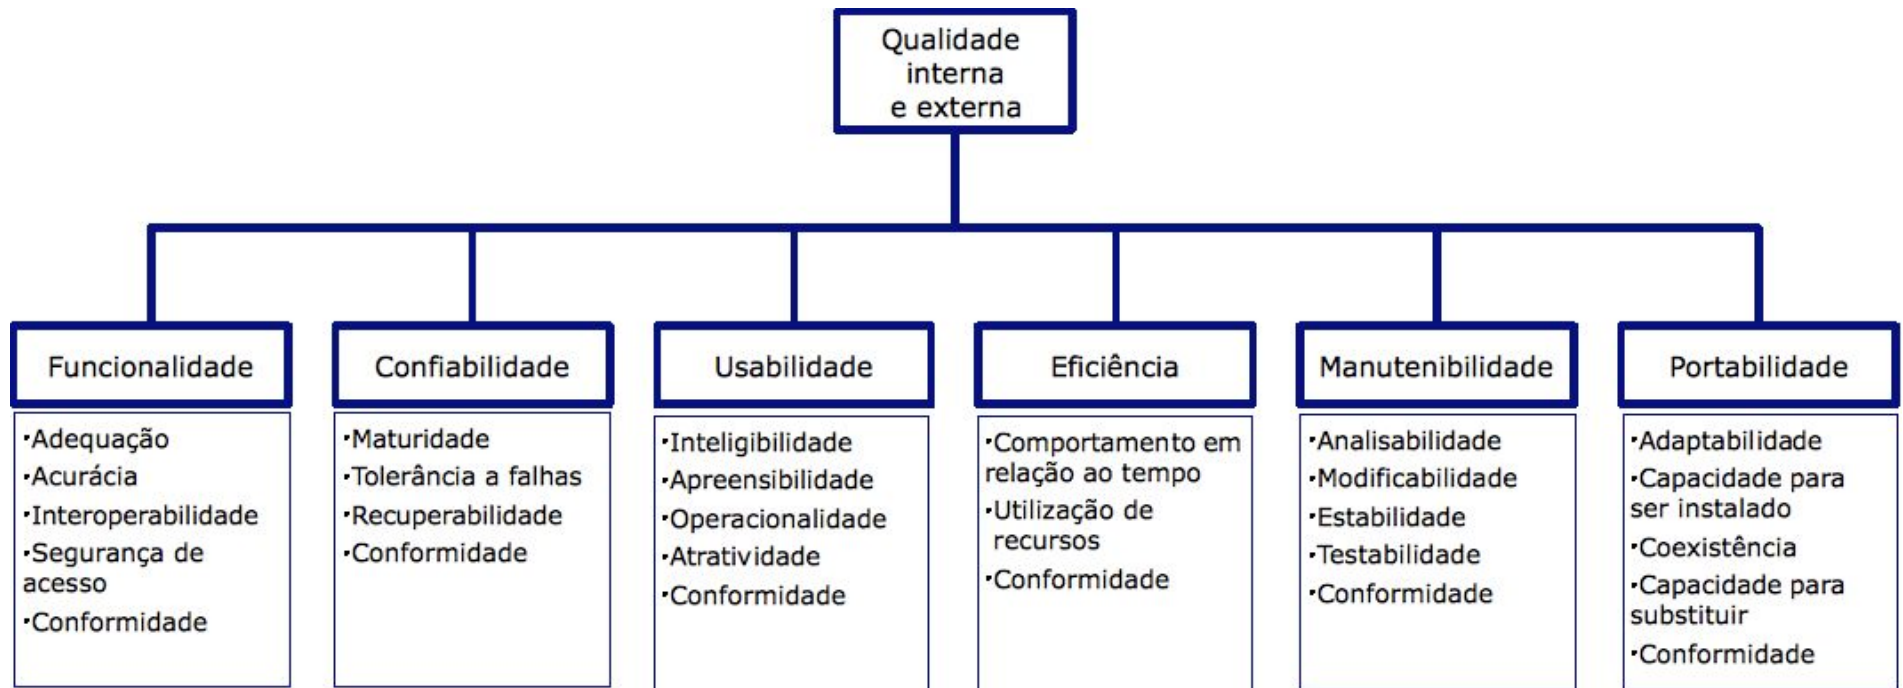 Qualidade
interna
e externa
Funcionalidade
·Adequação
·Acurácia
·Interoperabilidade
·Segurança de
acesso
·Conformidade
Confiabilidade
·Maturidade
·Tolerância a falhas
·Recuperabilidade
·Conformidade
Usabilidade
·Inteligibilidade
·Apreensibilidade
·Operacionalidade
·Atratividade
·Conformidade
Eficiência
·Comportamento em
relação ao tempo
·Utilização de
recursos
·Conformidade
Manutenibilidade
·Analisabilidade
·Modificabilidade
·Estabilidade
·Testabilidade
·Conformidade
Portabilidade
·Adaptabilidade
·Capacidade para
ser instalado
·Coexistência
·Capacidade para
substituir
·Conformidade